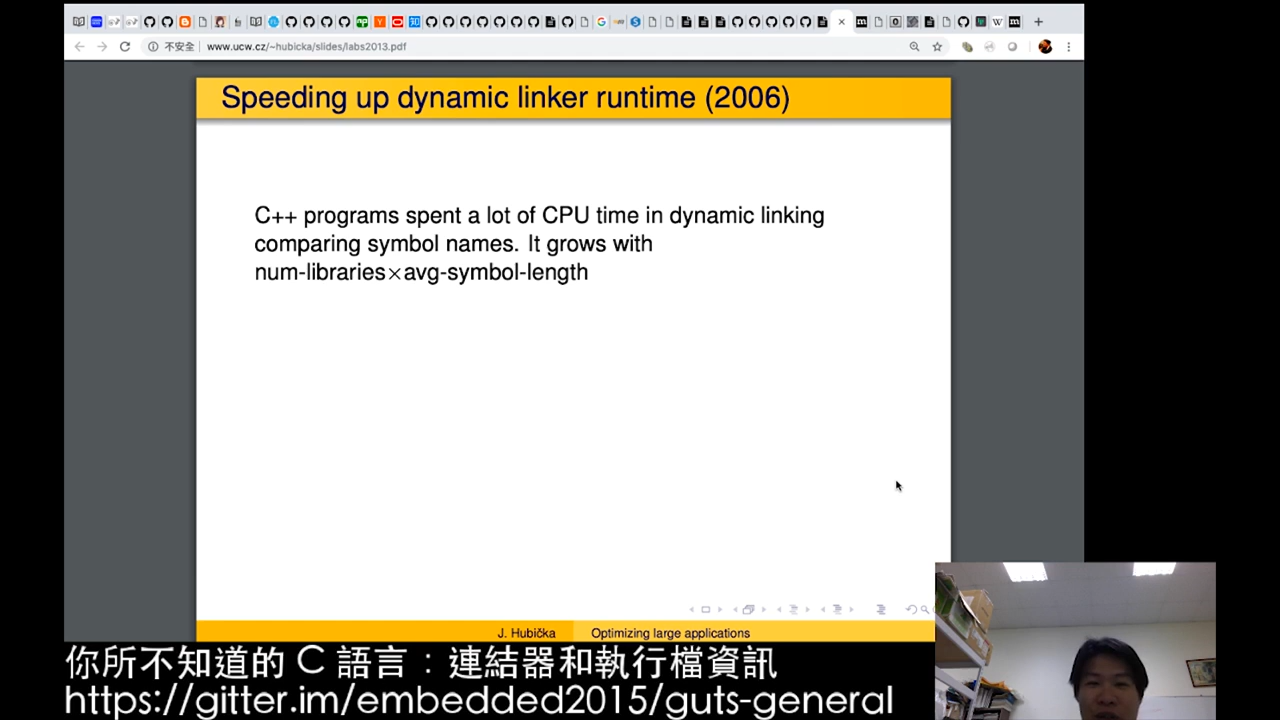 不安全
www.ucw.cz/~hubicka/slides/labs2013.pdf
Speeding up dynamic linker runtime (2006)
C++ programs spent a lot of CPU time in dynamic linking
comparing symbol names. It grows with
num-libraries×avg-symbol-length
J. Hubička
Optimizing large applications
你所不知道的 C 語言：連結器和執行檔資訊
https://gitter.im/embedded2015/guts-general